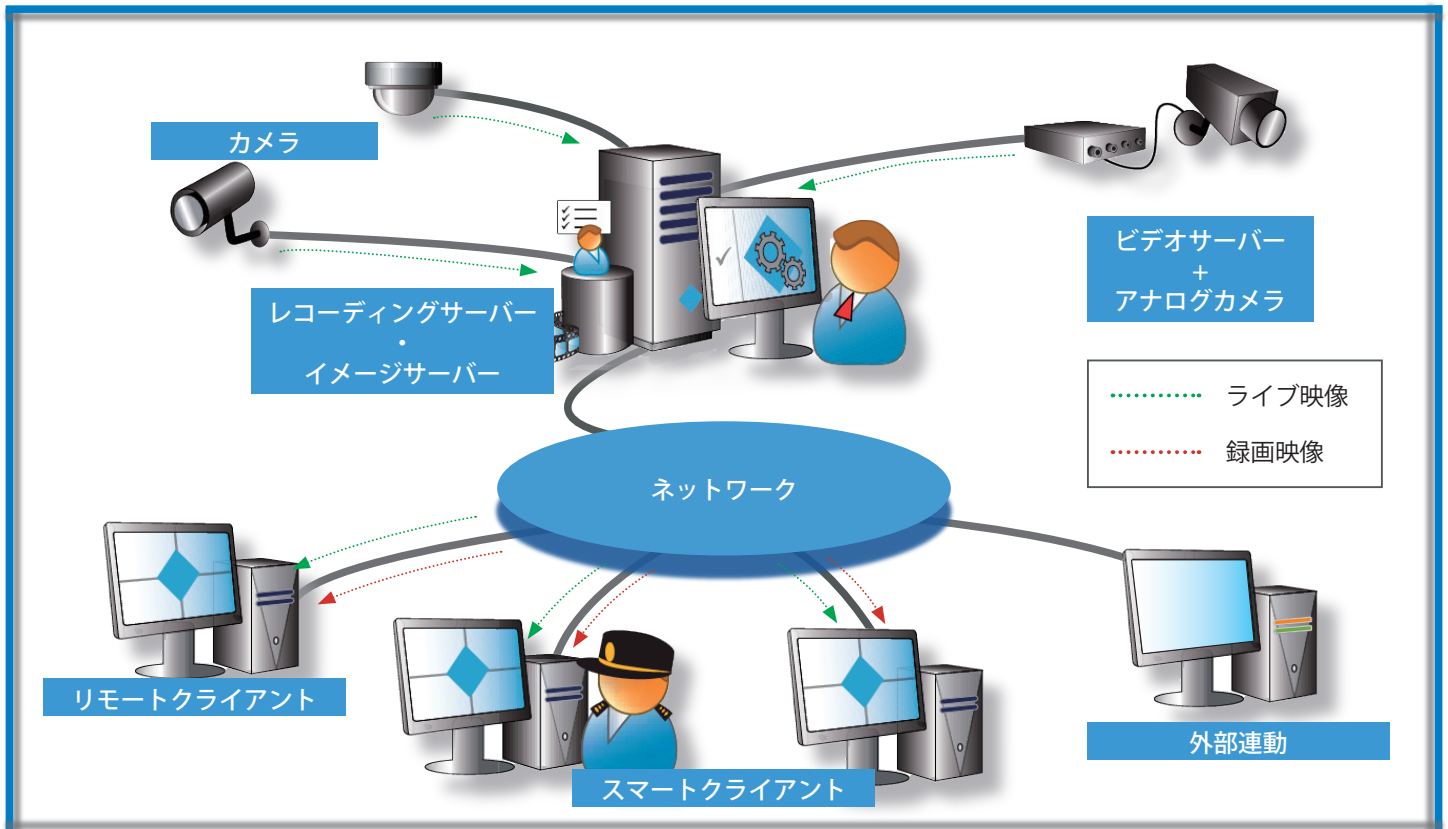 カメラ
ビデオサーバー
+
アナログカメラ
レコーディングサーバー
・
イメージサーバー
ライブ映像
録画映像
ネットワーク
リモートクライアント
スマートクライアント
外部連動